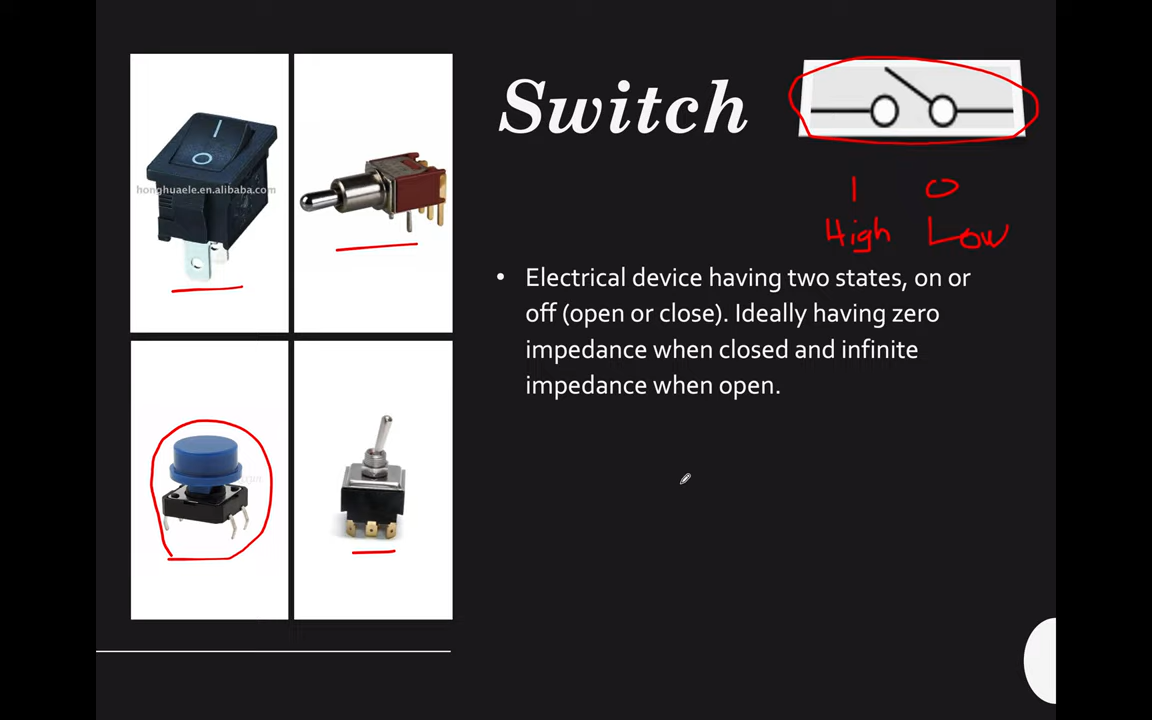 Switch
honghuaele.en.alibaba.com
1 0
High Low
• Electrical device having two states, on or
off (open or close). Ideally having zero
impedance when closed and infinite
impedance when open.